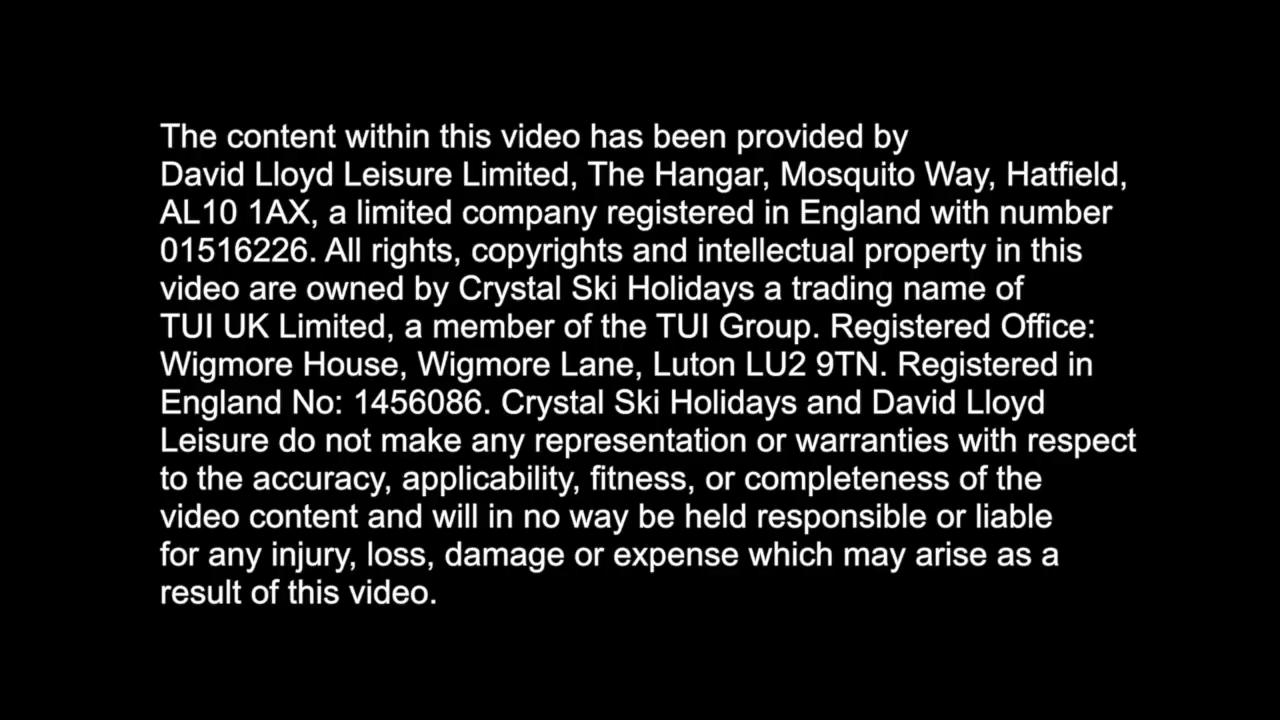 The content within this video has been provided by
David Lloyd Leisure Limited, The Hangar, Mosquito Way, Hatfield,
AL10 1AX, a limited company registered in England with number
01516226. All rights, copyrights and intellectual property in this
video are owned by Crystal Ski Holidays a trading name of
TUI UK Limited, a member of the TUI Group. Registered Office:
Wigmore House, Wigmore Lane, Luton LU2 9TN. Registered in
England No: 1456086. Crystal Ski Holidays and David Lloyd
Leisure do not make any representation or warranties with respect
to the accuracy, applicability, fitness, or completeness of the
video content and will in no way be held responsible or liable
for any injury, loss, damage or expense which may arise as a
result of this video.